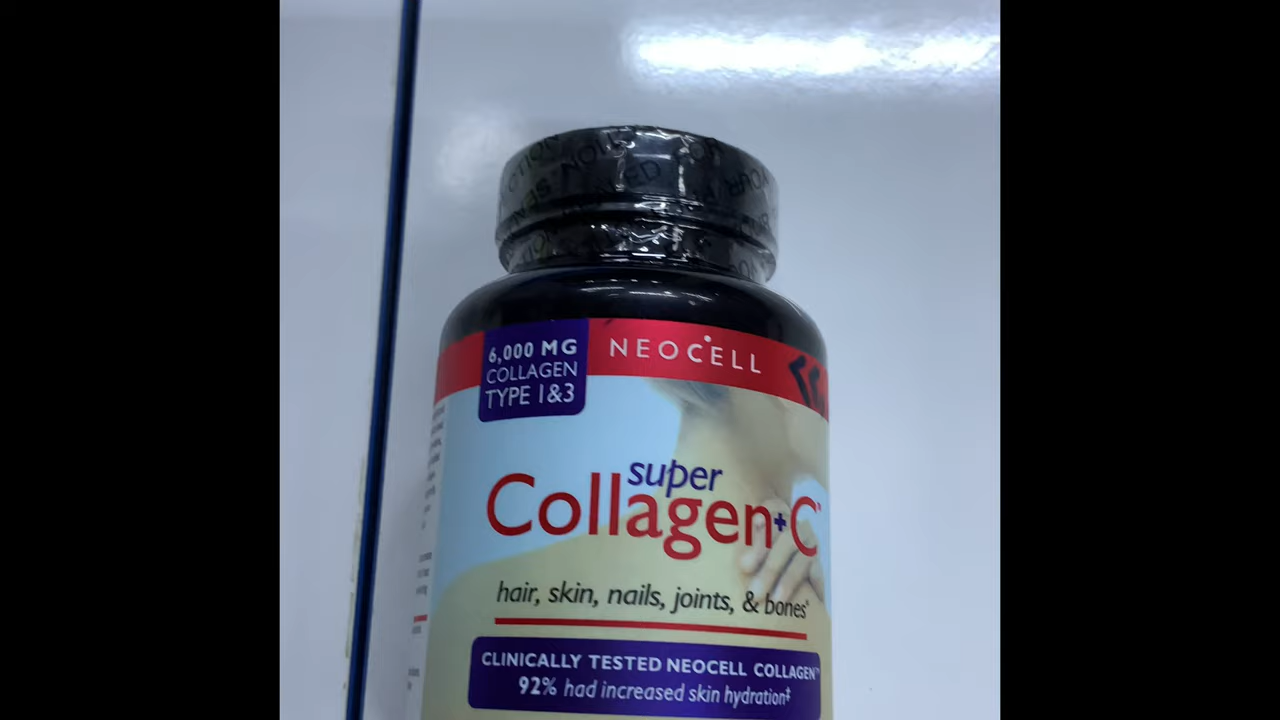 6,000 MG
COLLAGEN
TYPE 1&3
NEOCELL
super
Collagen+C
hair, skin, nails, joints, & bones*
CLINICALLY TESTED NEOCELL COLLAGEN™
92% had increased skin hydration‡